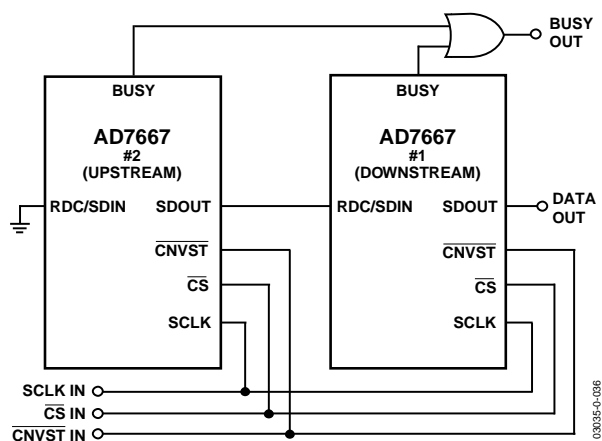 BUSY
OUT
BUSY
BUSY
AD7667
#2
(UPSTREAM)
AD7667
#1
(DOWNSTREAM)
RDC/SDIN
SDOUT
RDC/SDIN
SDOUT
DATA
OUT
CNVST
CNVST
CS
CS
SCLK
SCLK
SCLK IN
CS IN
CNVST IN
03035-0-036